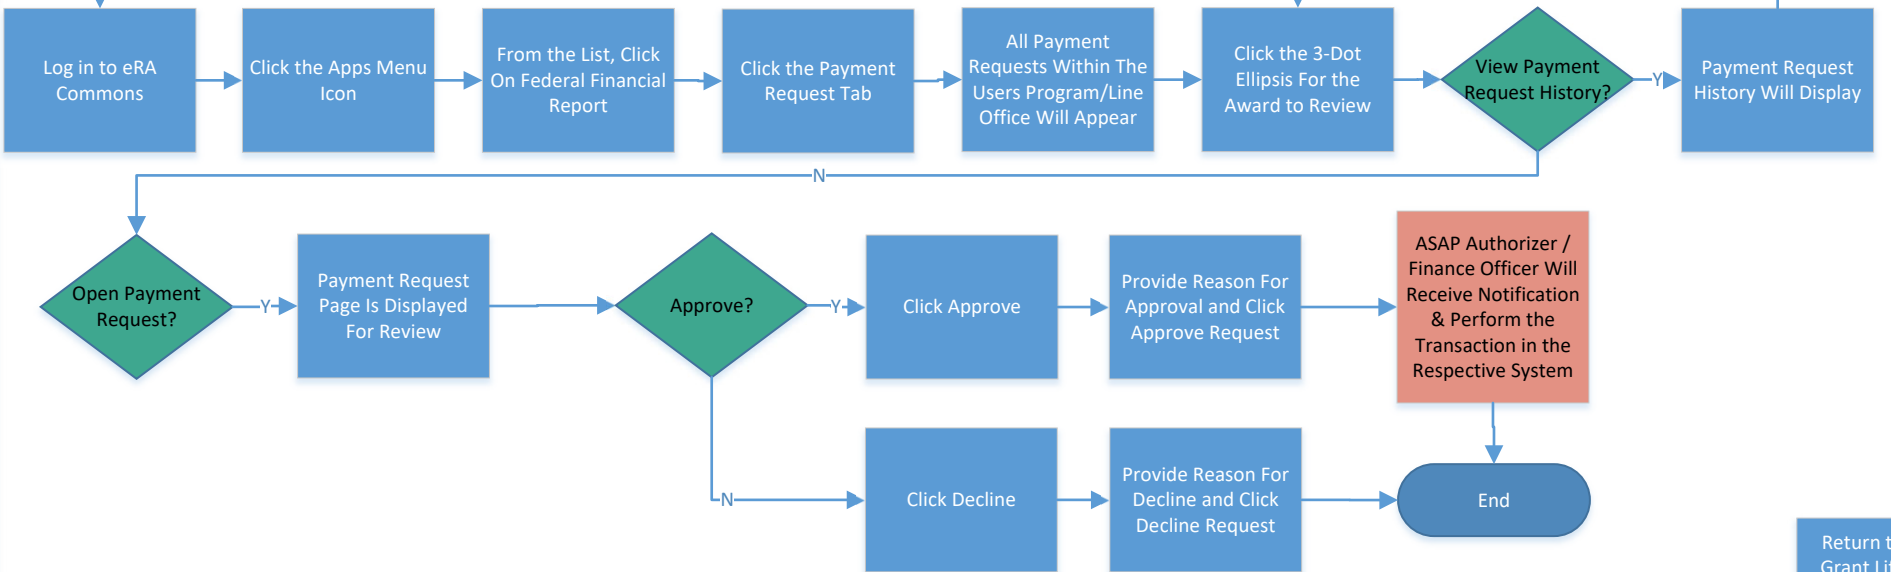 Log in to eRA
Commons
Click the Apps Menu
Icon
From the List, Click
On Federal Financial
Report
Click the Payment
Request Tab
All Payment
Requests Within The
Users Program/Line
Office Will Appear
Click the 3-Dot
Ellipsis For the
Award to Review
View Payment
Request History?
Y
Payment Request
History Will Display
N
Open Payment
Request?
Y
Payment Request
Page Is Displayed
For Review
Approve?
Y
Click Approve
Provide Reason For
Approval and Click
Approve Request
ASAP Authorizer /
Finance Officer Will
Receive Notification
& Perform the
Transaction in the
Respective System
N
Click Decline
Provide Reason For
Decline and Click
Decline Request
End
Return
Grant